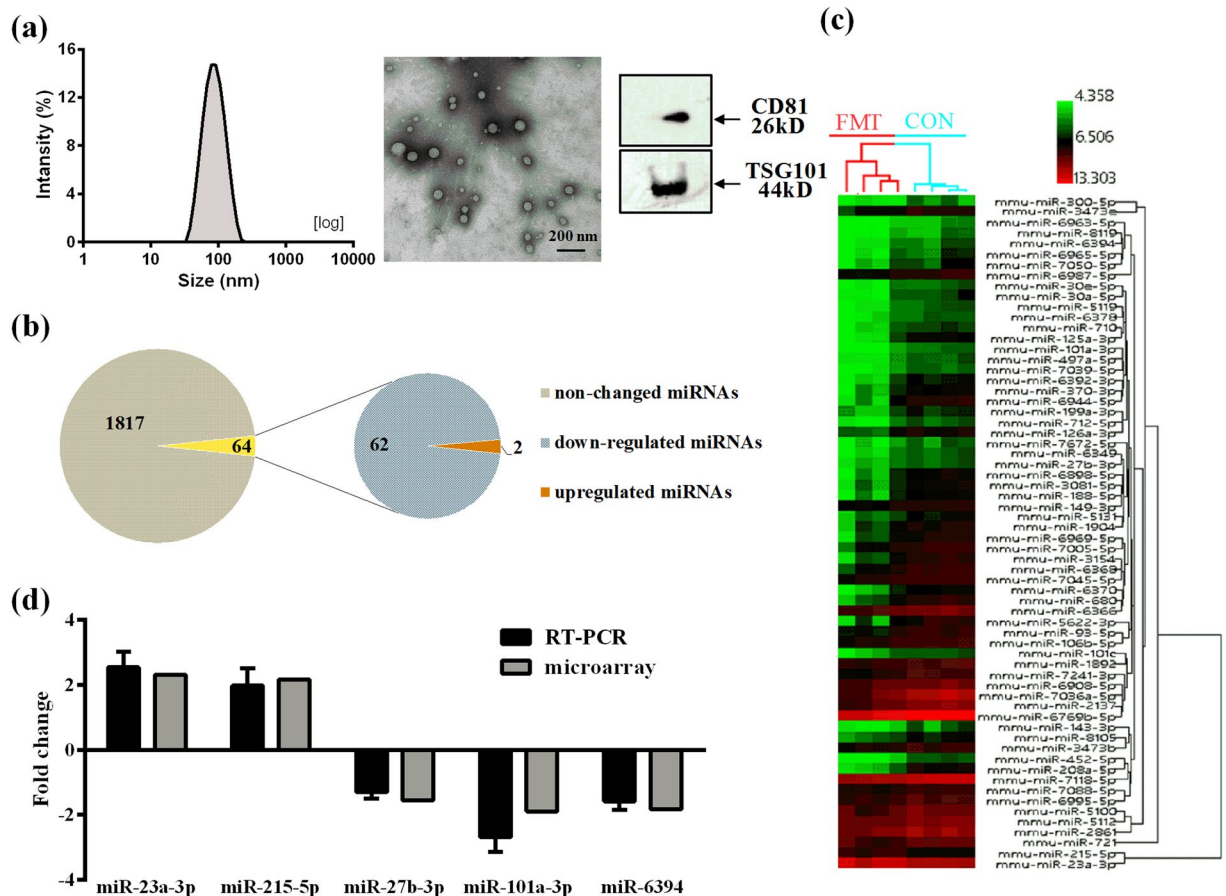 (a)
16
12
8
4
0
Intansity (%)
[log]
1
10
100
1000
10000
Size (nm)
200 nm
CD81
26kD
TSG101
44kD
(b)
1817
64
62
2
non-changed miRNAs
down-regulated miRNAs
upregulated miRNAs
(c)
4.358
6.506
13.303
FMT
CON
mmu-miR-300-5p
mmu-miR-3473e
mmu-miR-6963-5p
mmu-miR-8119
mmu-miR-6394
mmu-miR-6965-5p
mmu-miR-7050-5p
mmu-miR-6987-5p
mmu-miR-30e-5p
mmu-miR-30a-5p
mmu-miR-5119
mmu-miR-6378
mmu-miR-710
mmu-miR-125a-3p
mmu-miR-101a-3p
mmu-miR-497a-5p
mmu-miR-7039-5p
mmu-miR-6392-3p
mmu-miR-370-3p
mmu-miR-6944-5p
mmu-miR-199a-3p
mmu-miR-712-5p
mmu-miR-126a-3p
mmu-miR-7672-5p
mmu-miR-6349
mmu-miR-27b-3p
mmu-miR-6898-5p
mmu-miR-3081-5p
mmu-miR-188-5p
mmu-miR-149-3p
mmu-miR-5131
mmu-miR-1904
mmu-miR-6969-5p
mmu-miR-7005-5p
mmu-miR-3154
mmu-miR-6368
mmu-miR-7045-5p
mmu-miR-6370
mmu-miR-680
mmu-miR-6366
mmu-miR-5622-3p
mmu-miR-93-5p
mmu-miR-106b-5p
mmu-miR-101c
mmu-miR-1892
mmu-miR-7241-3p
mmu-miR-6908-5p
mmu-miR-7036a-5p
mmu-miR-2137
mmu-miR-6769b-5p
mmu-miR-143-3p
mmu-miR-8105
mmu-miR-3473b
mmu-miR-452-5p
mmu-miR-208a-5p
mmu-miR-7118-5p
mmu-miR-7088-5p
mmu-miR-6995-5p
mmu-miR-5100
mmu-miR-5112
mmu-miR-2861
mmu-miR-721
mmu-miR-215-5p
mmu-miR-23a-3p
(d)
4
2
0
-2
-4
Fold change
RT-PCR
microarray
miR-23a-3p
miR-215-5p
miR-27b-3p
miR-101a-3p
miR-6394